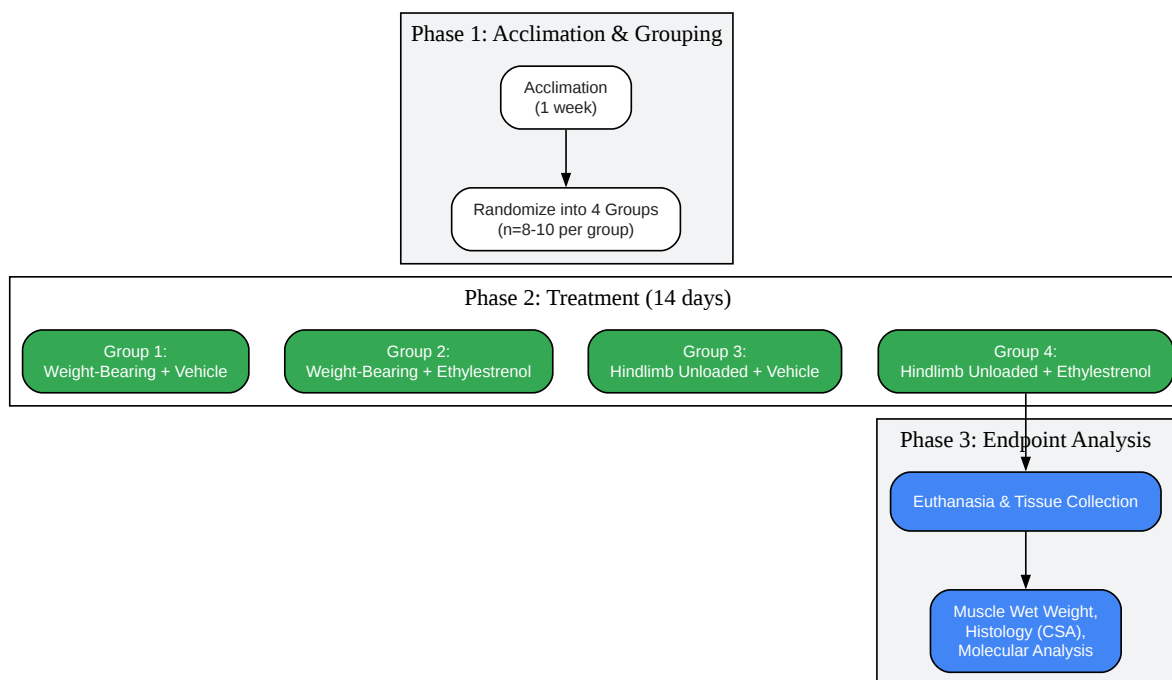 Phase 1: Acclimation & Grouping
Acclimation
(1 week)
Randomize into 4 Groups
(n=8-10 per group)
Phase 2: Treatment (14 days)
Group 1:
Weight-Bearing + Vehicle
Group 2:
Weight-Bearing + Ethylestrenol
Group 3:
Hindlimb Unloaded + Vehicle
Group 4:
Hindlimb Unloaded + Ethylestrenol
Phase 3: Endpoint Analysis
Euthanasia & Tissue Collection
Muscle Wet Weight,
Histology (CSA),
Molecular Analysis